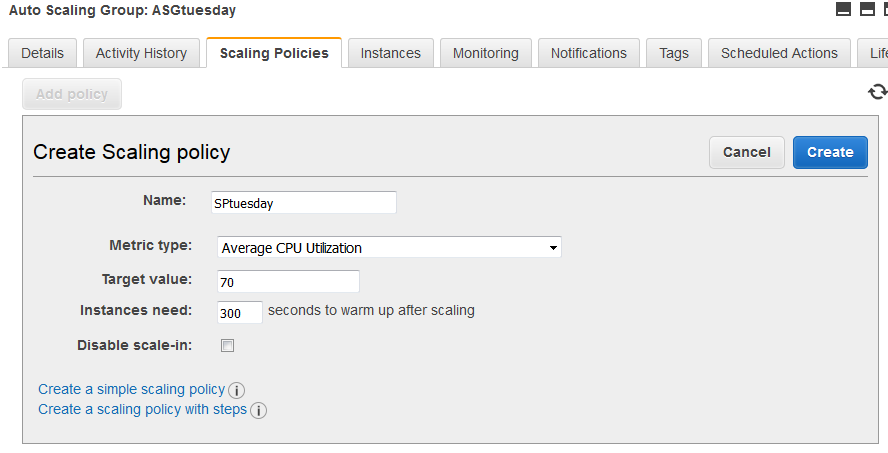 Auto Scaling Group: ASGtuesday
Details Activity History Scaling Policies Instances Monitoring Notifications Tags Scheduled Actions Life
Add policy
Create Scaling policy Cancel Create
Name: SPtuesday
Metric type: Average CPU Utilization
Target value: 70
Instances need: 300 seconds to warm up after scaling
Disable scale-in:
Create a simple scaling policy i
Create a scaling policy with steps i